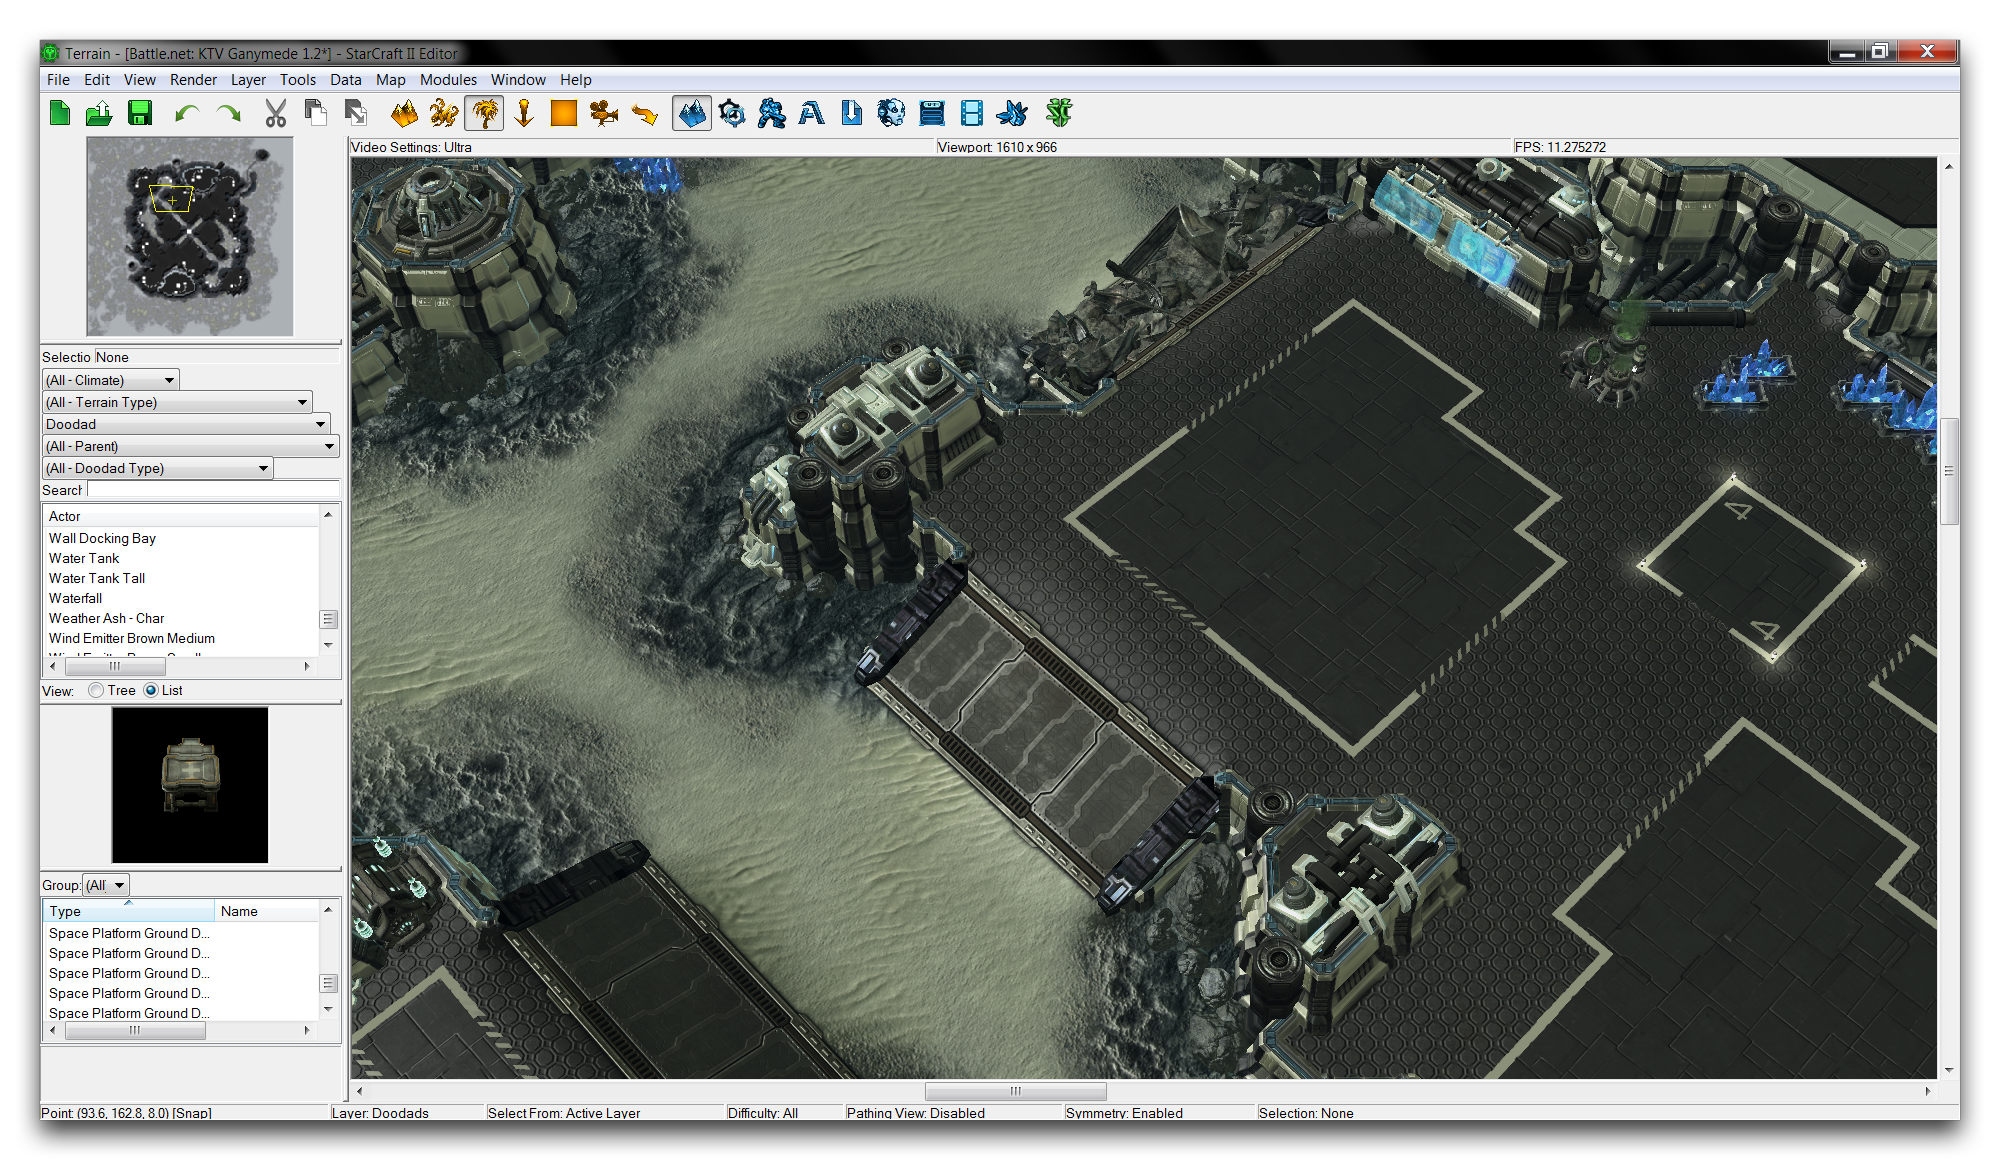 Terrain - [Battle.net: KTV Ganymede 1.2*] - StarCraft II Editor
File Edit View Render Layer Tools Data Map Modules Window Help
Video Settings: Ultra Viewport: 1610 x 966 FPS: 11.275272
Selectio None
(All - Climate)
(All - Terrain Type)
Doodad
(All - Parent)
(All - Doodad Type)
Search
Actor
Wall Docking Bay
Water Tank
Water Tank Tall
Waterfall
Weather Ash - Char
Wind Emitter Brown Medium
View: Tree List
Group: (All
Type Name
Space Platform Ground D...
Space Platform Ground D...
Space Platform Ground D...
Space Platform Ground D...
Space Platform Ground D...
4
4
Point: (93.6, 162.8, 8.0) [Snap] Layer: Doodads Select From: Active Layer Difficulty: All Pathing View: Disabled Symmetry: Enabled Selection: None